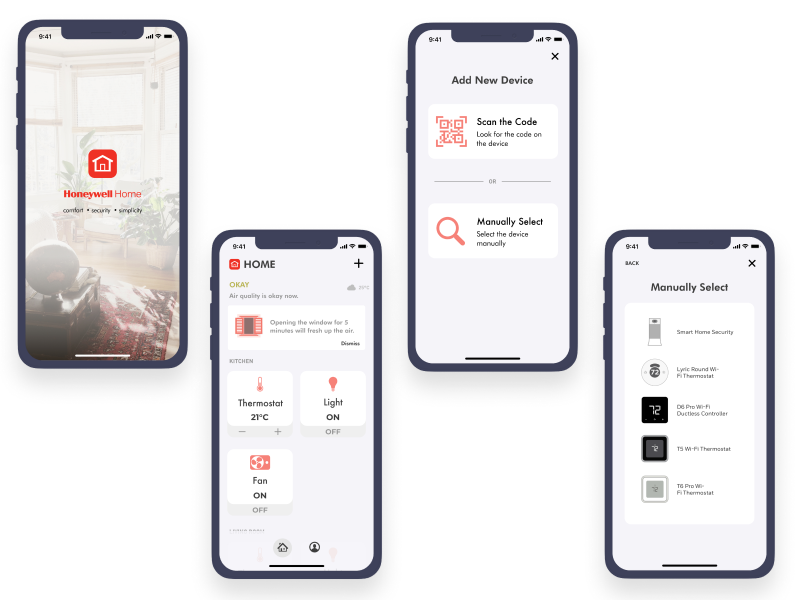 9:41
Honeywell Home
comfort • security • simplicity
9:41
HOME
OKAY
Air quality is okay now.
21°C
Opening the window for 5
minutes will fresh up the air.
Dismiss
KITCHEN
Thermostat
21°C
Light
ON
OFF
Fan
ON
OFF
9:41
Add New Device
Scan the Code
Look for the code on
the device
OR
Manually Select
Select the device
manually
9:41
BACK
Manually Select
Smart Home Security
Lyric Round Wi-
Fi Thermostat
72
D6 Pro Wi-Fi
Ductless Controller
72
T5 Wi-Fi Thermostat
72
T6 Pro Wi-
Fi Thermostat